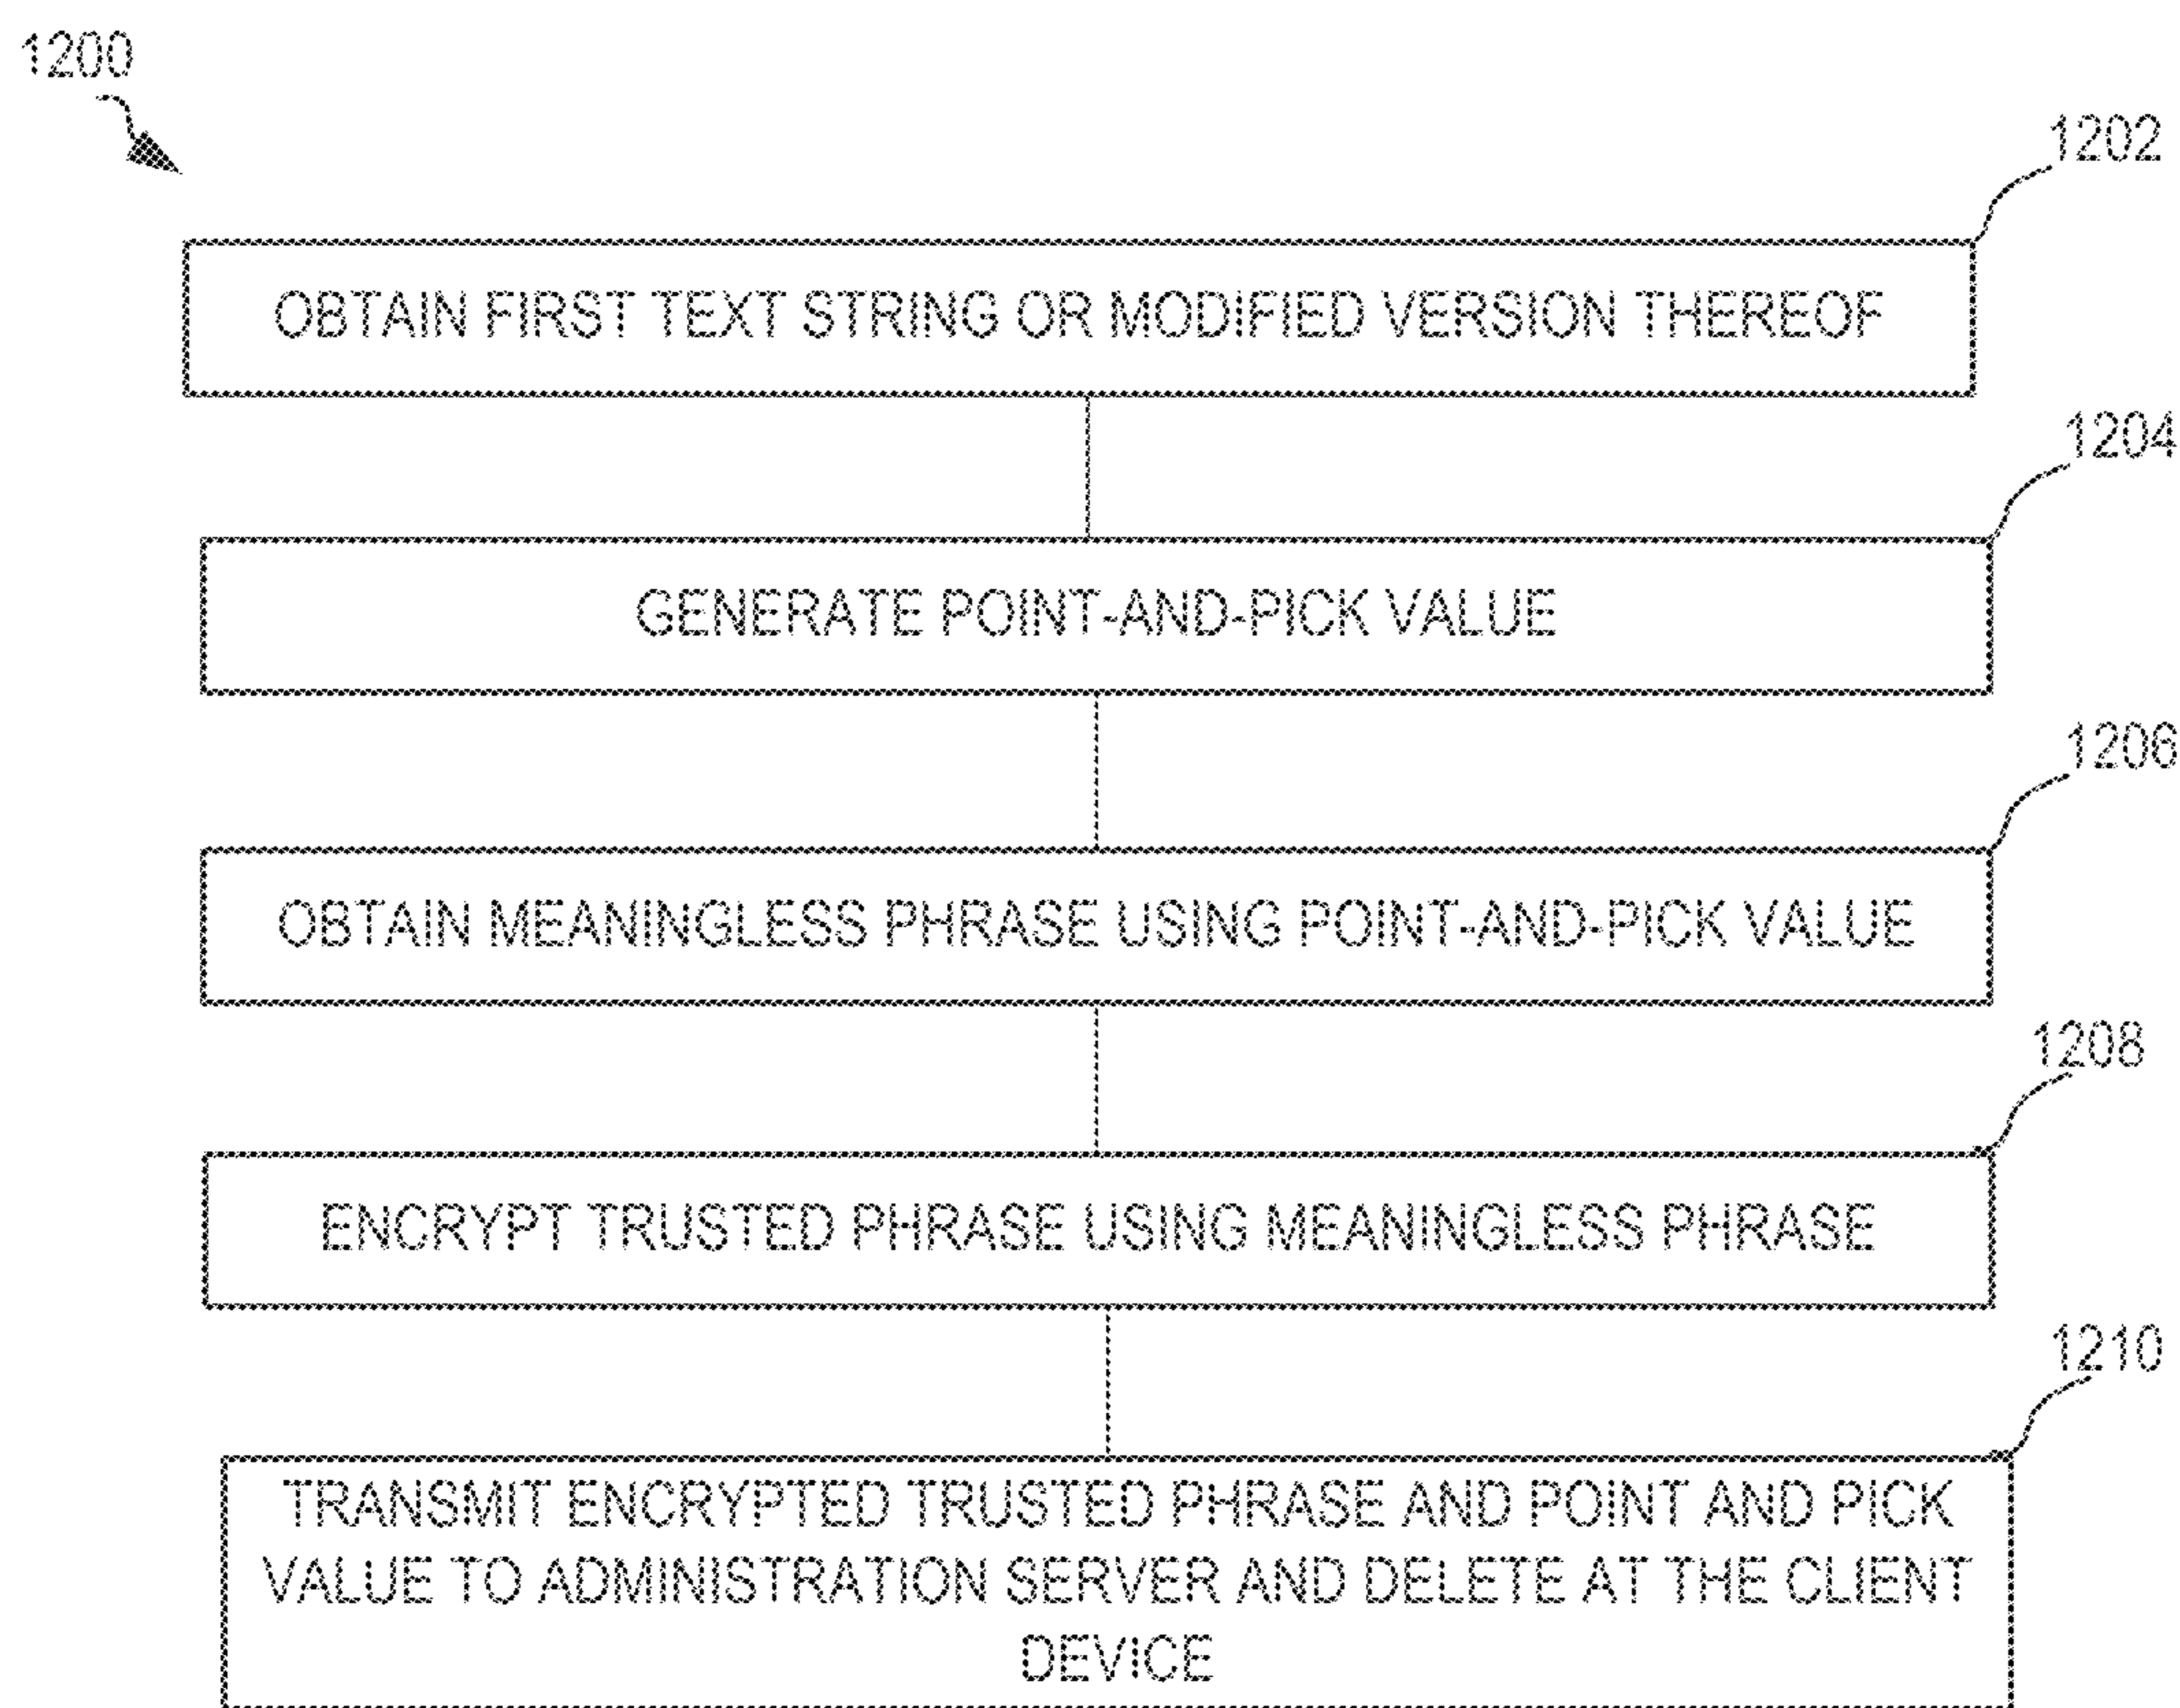 1200
1202
OBTAIN FIRST TEXT STRING OR MODIFIED VERSION THEREOF
1204
GENERATE POINT-AND-PICK VALUE
1206
OBTAIN MEANINGLESS PHRASE USING POINT-AND-PICK VALUE
1208
ENCRYPT TRUSTED PHRASE USING MEANINGLESS PHRASE
1210
TRANSMIT ENCRYPTED TRUSTED PHRASE AND POINT AND PICK
VALUE TO ADMINISTRATION SERVER AND DELETE AT THE CLIENT
DEVICE